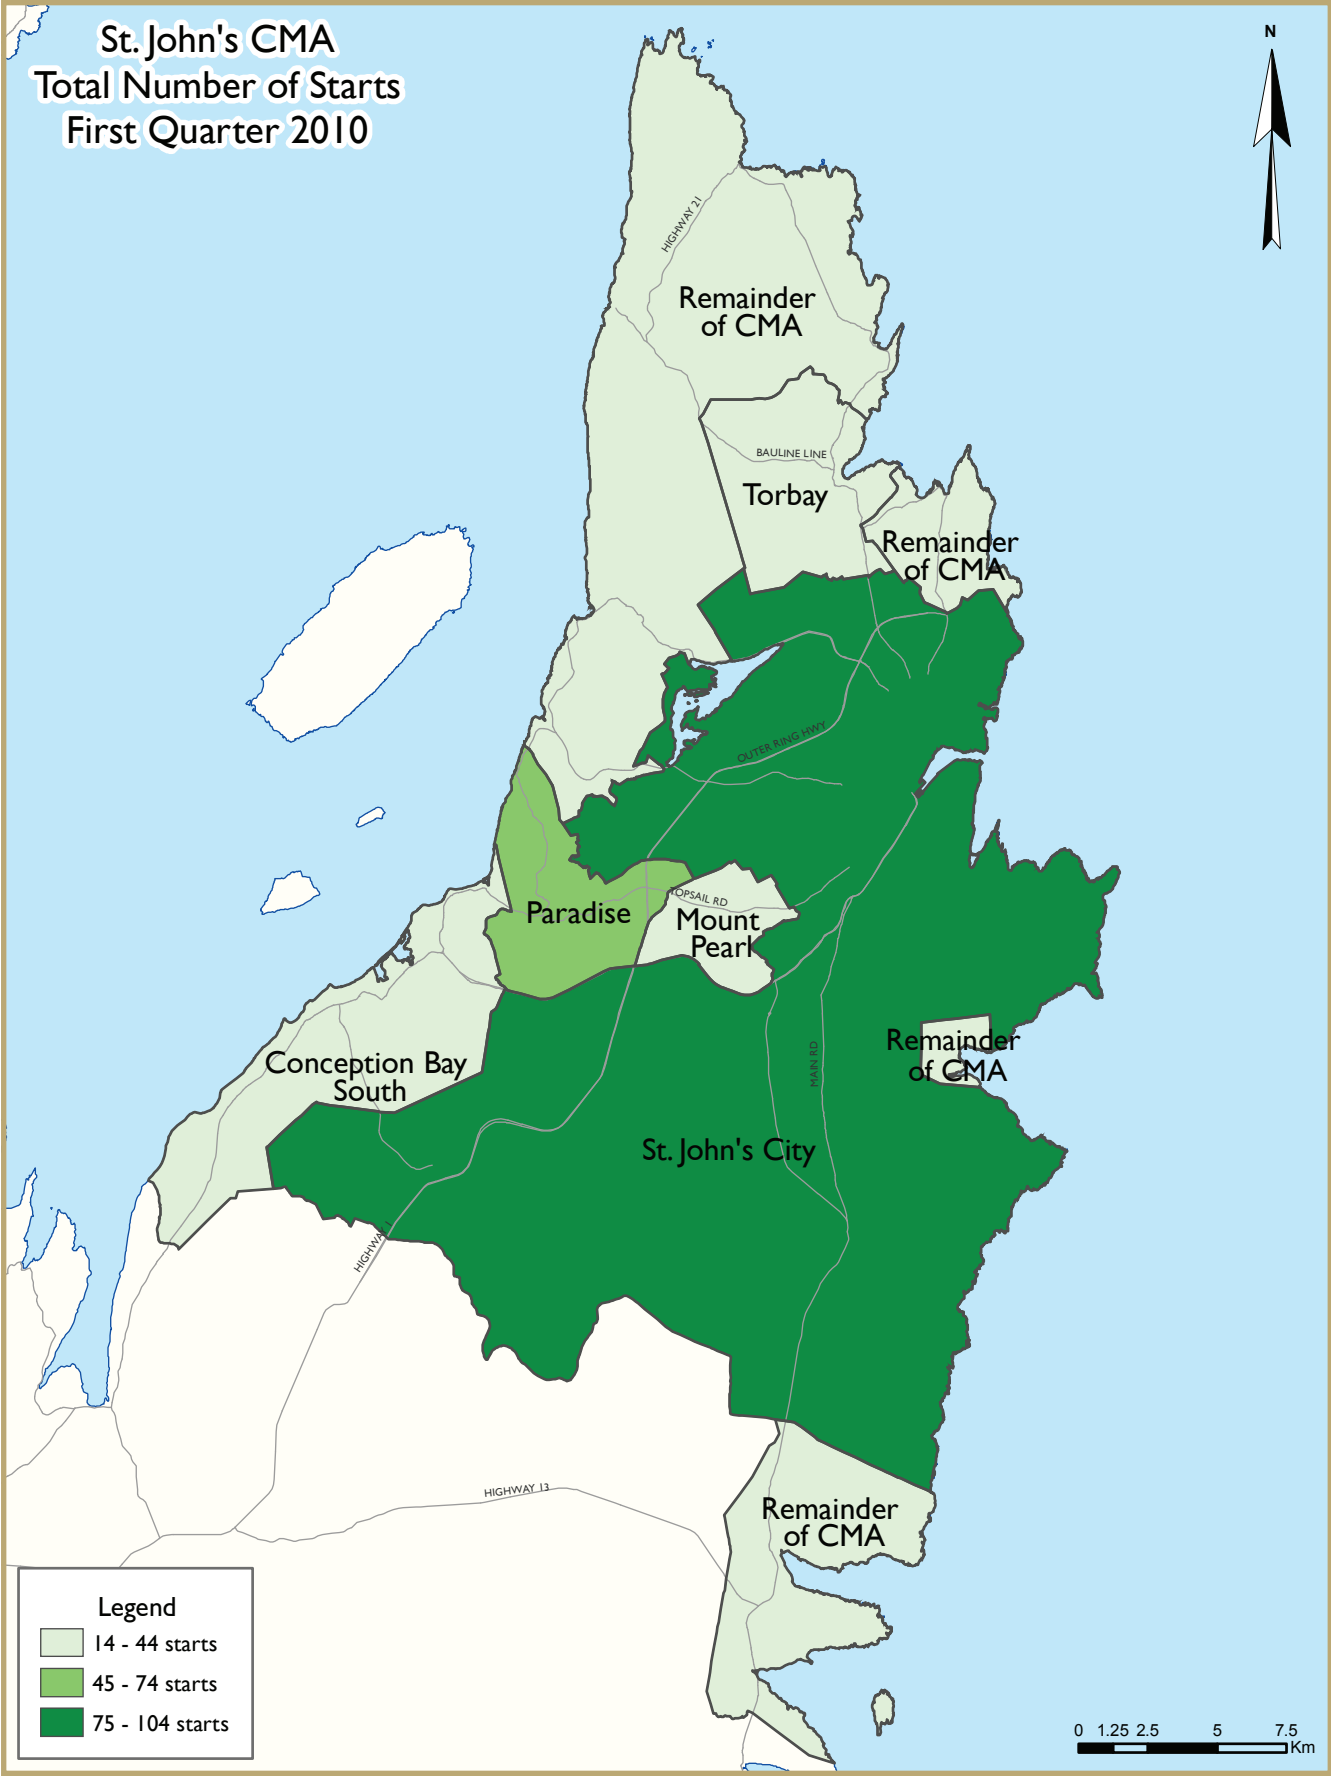 St. John's CMA
Total Number of Starts
First Quarter 2010
N
HIGHWAY 21
Remainder
of CMA
BAULINE LINE
Torbay
Remainder
of CMA
OUTER RING HWY
TOPSAIL RD
Paradise
Mount
Pearl
Remainder
of CMA
MAIN RD
Conception Bay
South
St. John's City
HIGHWAY 1
HIGHWAY 13
Remainder
of CMA
Legend
14 - 44 starts
45 - 74 starts
75 - 104 starts
0 1.25 2.5 5 7.5
Km